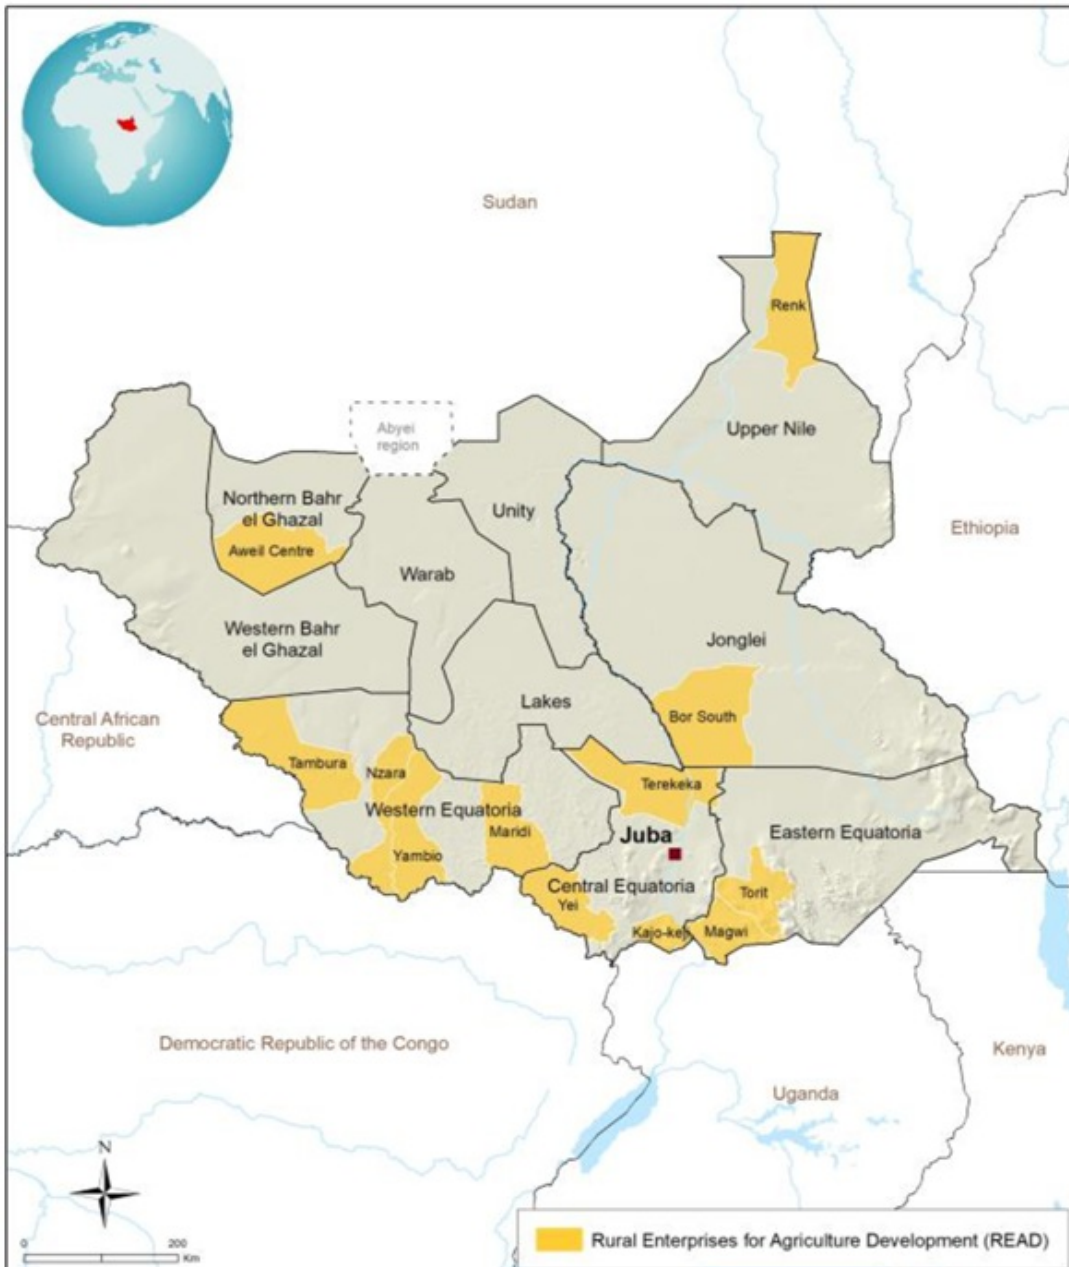 Sudan
Renk
Upper Nile
Abyei
region
Northern Bahr
el Ghazal
Unity
Ethiopia
Aweil Centre
Warab
Western Bahr
el Ghazal
Jonglei
Lakes
Central African
Republic
Bor South
Tambura
Nzara
Terekeka
Western Equatoria
Maridi
Juba
Eastern Equatoria
Yambio
Central Equatoria
Torit
Yei
Kajo-keji
Magwi
Democratic Republic of the Congo
Kenya
Uganda
N
0 200
Km
Rural Enterprises for Agriculture Development (READ)